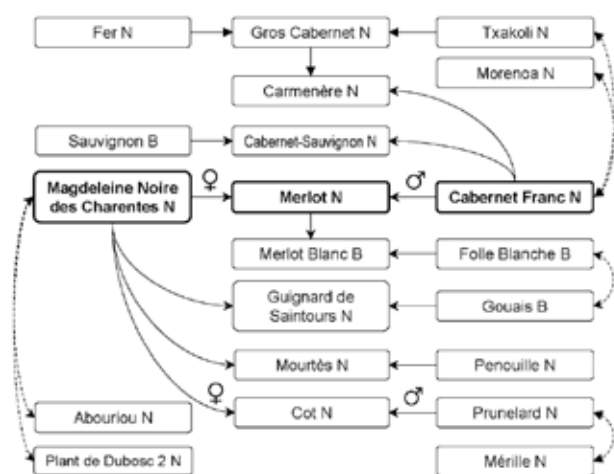 Fer N
Gros Cabernet N
Txakoli N
Morenoa N
Carmenère N
Sauvignon B
Cabernet-Sauvignon N
Magdeleine Noire
des Charentes N
♀
Merlot N
♂
Cabernet Franc N
Merlot Blanc B
Folle Blanche B
Guignard de
Saintours N
Gouais B
Mourtès N
Penouille N
Abouriou N
♀
Cot N
♂
Prunelard N
Plant de Dubosc 2 N
Mérille N